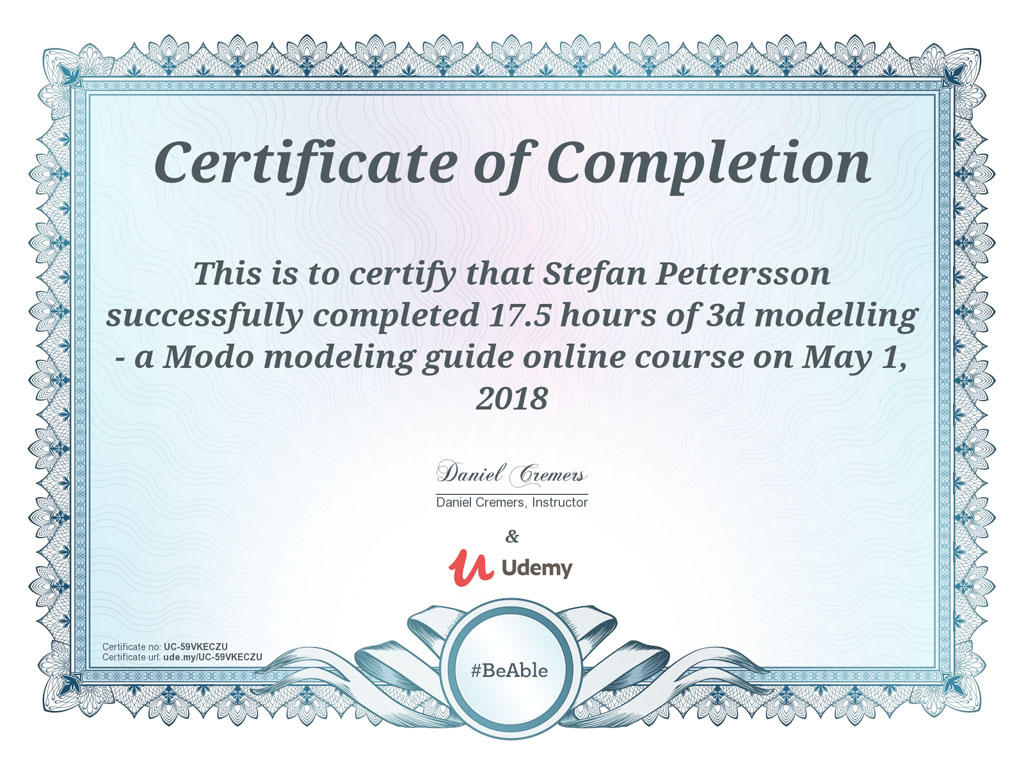 Certificate of Completion
This is to certify that Stefan Pettersson
successfully completed 17.5 hours of 3d modelling
- a Modo modeling guide online course on May 1,
2018
Daniel Cremers
Daniel Cremers, Instructor
&
Udemy
#BeAble
Certificate no: UC-59VKECZU
Certificate url: ude.my/UC-59VKECZU